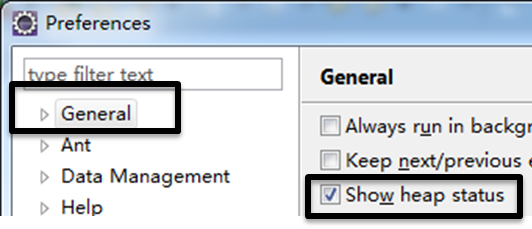 Preferences
type filter text
General
Ant
Data Management
Help
General
Always run in backgr
Keep next/previous e
Show heap status